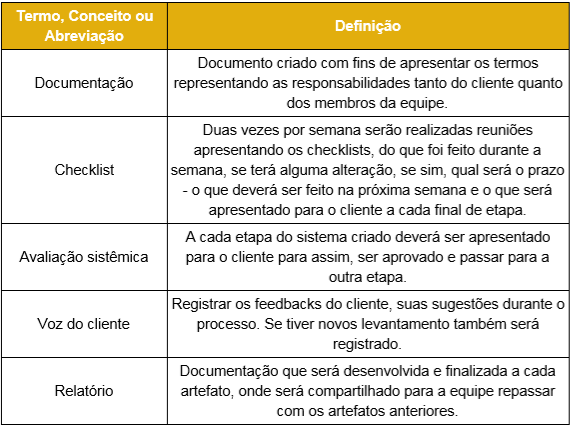 Termo, Conceito ou
Abreviação
Definição
Documentação
Documento criado com fins de apresentar os termos
representando as responsabilidades tanto do cliente quanto
dos membros da equipe.
Checklist
Duas vezes por semana serão realizadas reuniões
apresentando os checklists, do que foi feito durante a
semana, se terá alguma alteração, se sim, qual será o prazo
- o que deverá ser feito na próxima semana e o que será
apresentado para o cliente a cada final de etapa.
Avaliação sistêmica
A cada etapa do sistema criado deverá ser apresentado
para o cliente para assim, ser aprovado e passar para a
outra etapa.
Voz do cliente
Registrar os feedbacks do cliente, suas sugestões durante o
processo. Se tiver novos levantamento também será
registrado.
Relatório
Documentação que será desenvolvida e finalizada a cada
artefato, onde será compartilhado para a equipe repassar
com os artefatos anteriores.